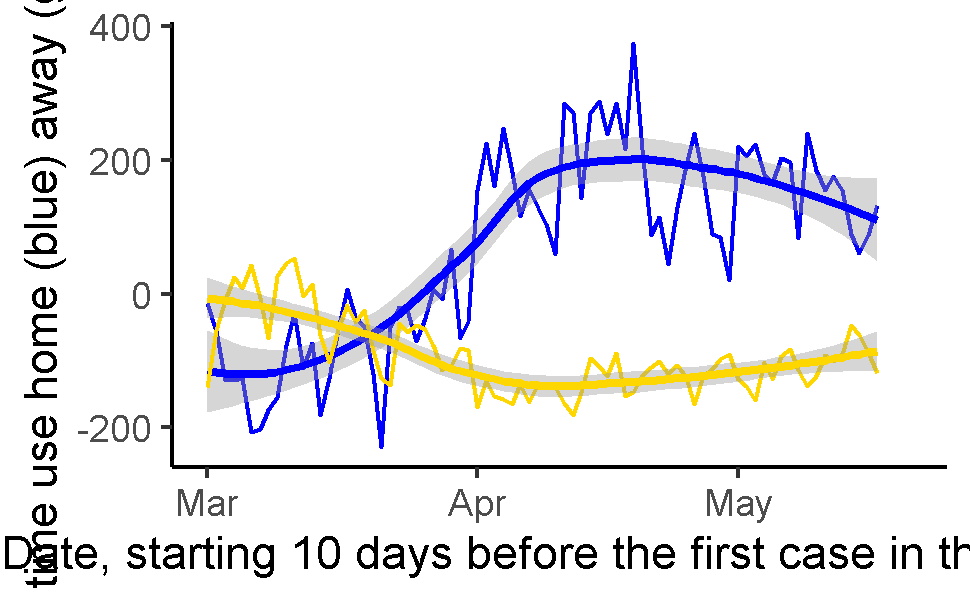 time use home (blue) away (
400
200
0
-200
Mar Apr May
Date, starting 10 days before the first case in th